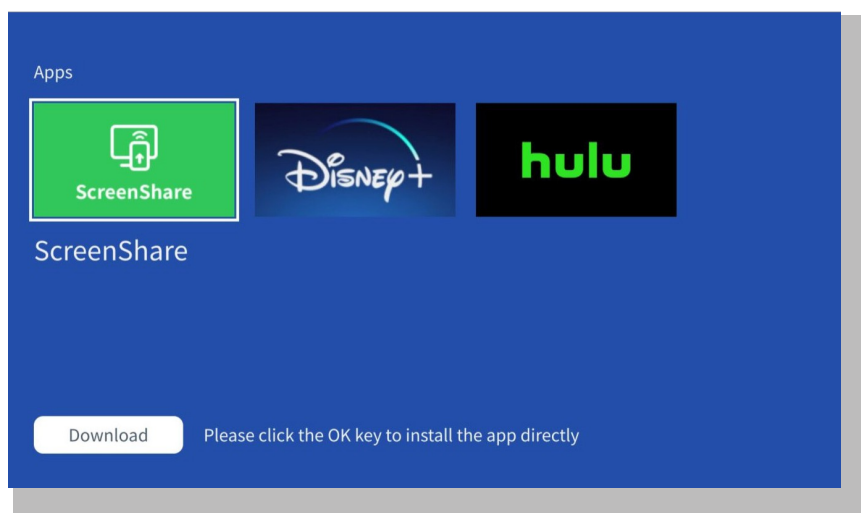 Apps
ScreenShare
Disney+
hulu
ScreenShare
Download
Please click the OK key to install the app directly